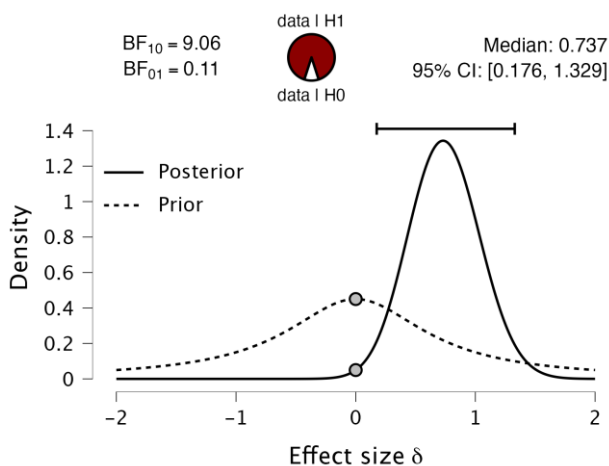 data | H1
BF10 = 9.06
BF01 = 0.11
Median: 0.737
95% CI: [0.176, 1.329]
data | H0
1.4
1.2
1
0.8
0.6
0.4
0.2
0
Density
Posterior
Prior
-2
-1
0
1
2
Effect size δ